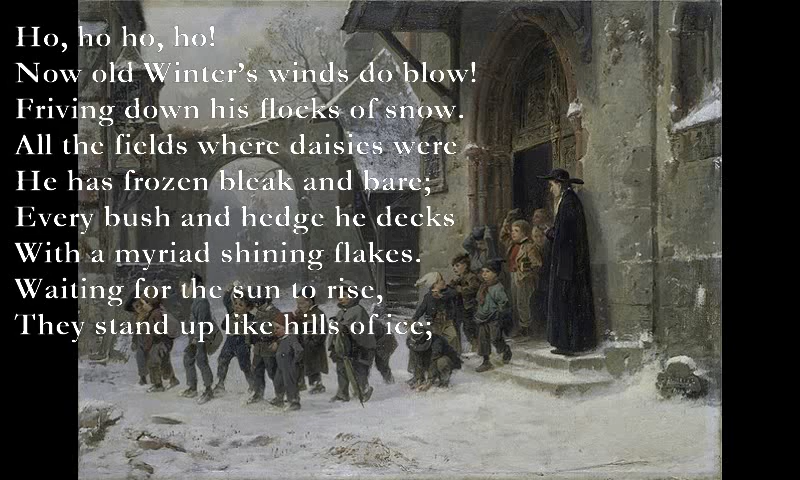 Ho, ho ho, ho!
Now old Winter’s winds do blow!
Friving down his flocks of snow.
All the fields where daisies were
He has frozen bleak and bare;
Every bush and hedge he decks
With a myriad shining flakes.
Waiting for the sun to rise,
They stand up like hills of ice;